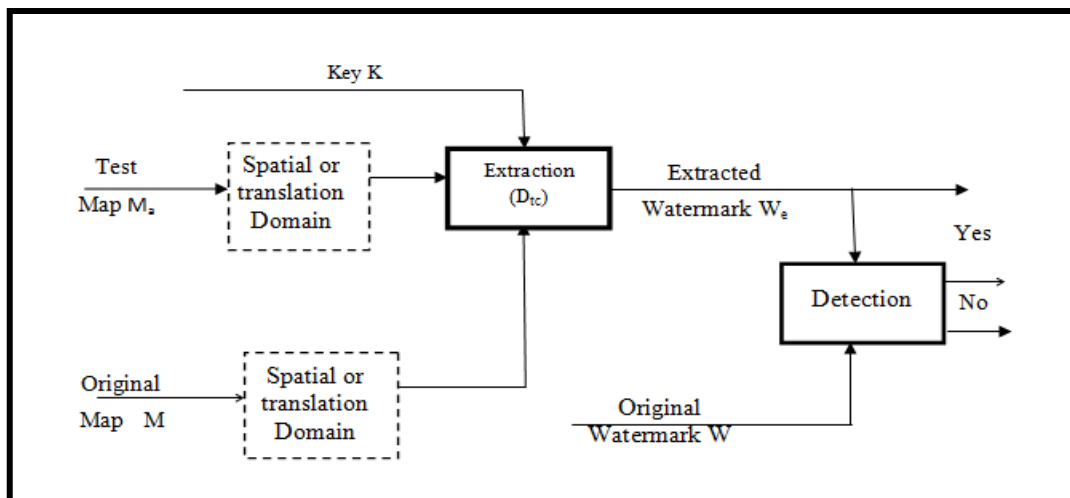 Key K
Test
Map Mₐ
Spatial or
translation
Domain
Extraction
(Dₜc)
Extracted
Watermark Wₑ
Yes
Detection
No
Original
Map M
Spatial or
translation
Domain
Original
Watermark W